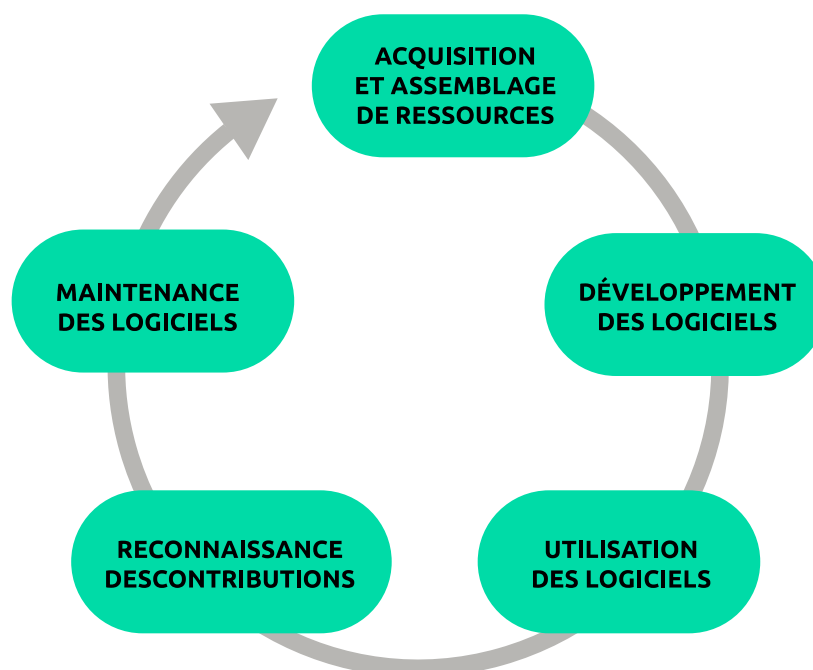 ACQUISITION
ET ASSEMBLAGE
DE RESSOURCES
DÉVELOPPEMENT
DES LOGICIELS
UTILISATION
DES LOGICIELS
RECONNAISSANCE
DESCONTRIBUTIONS
MAINTENANCE
DES LOGICIELS